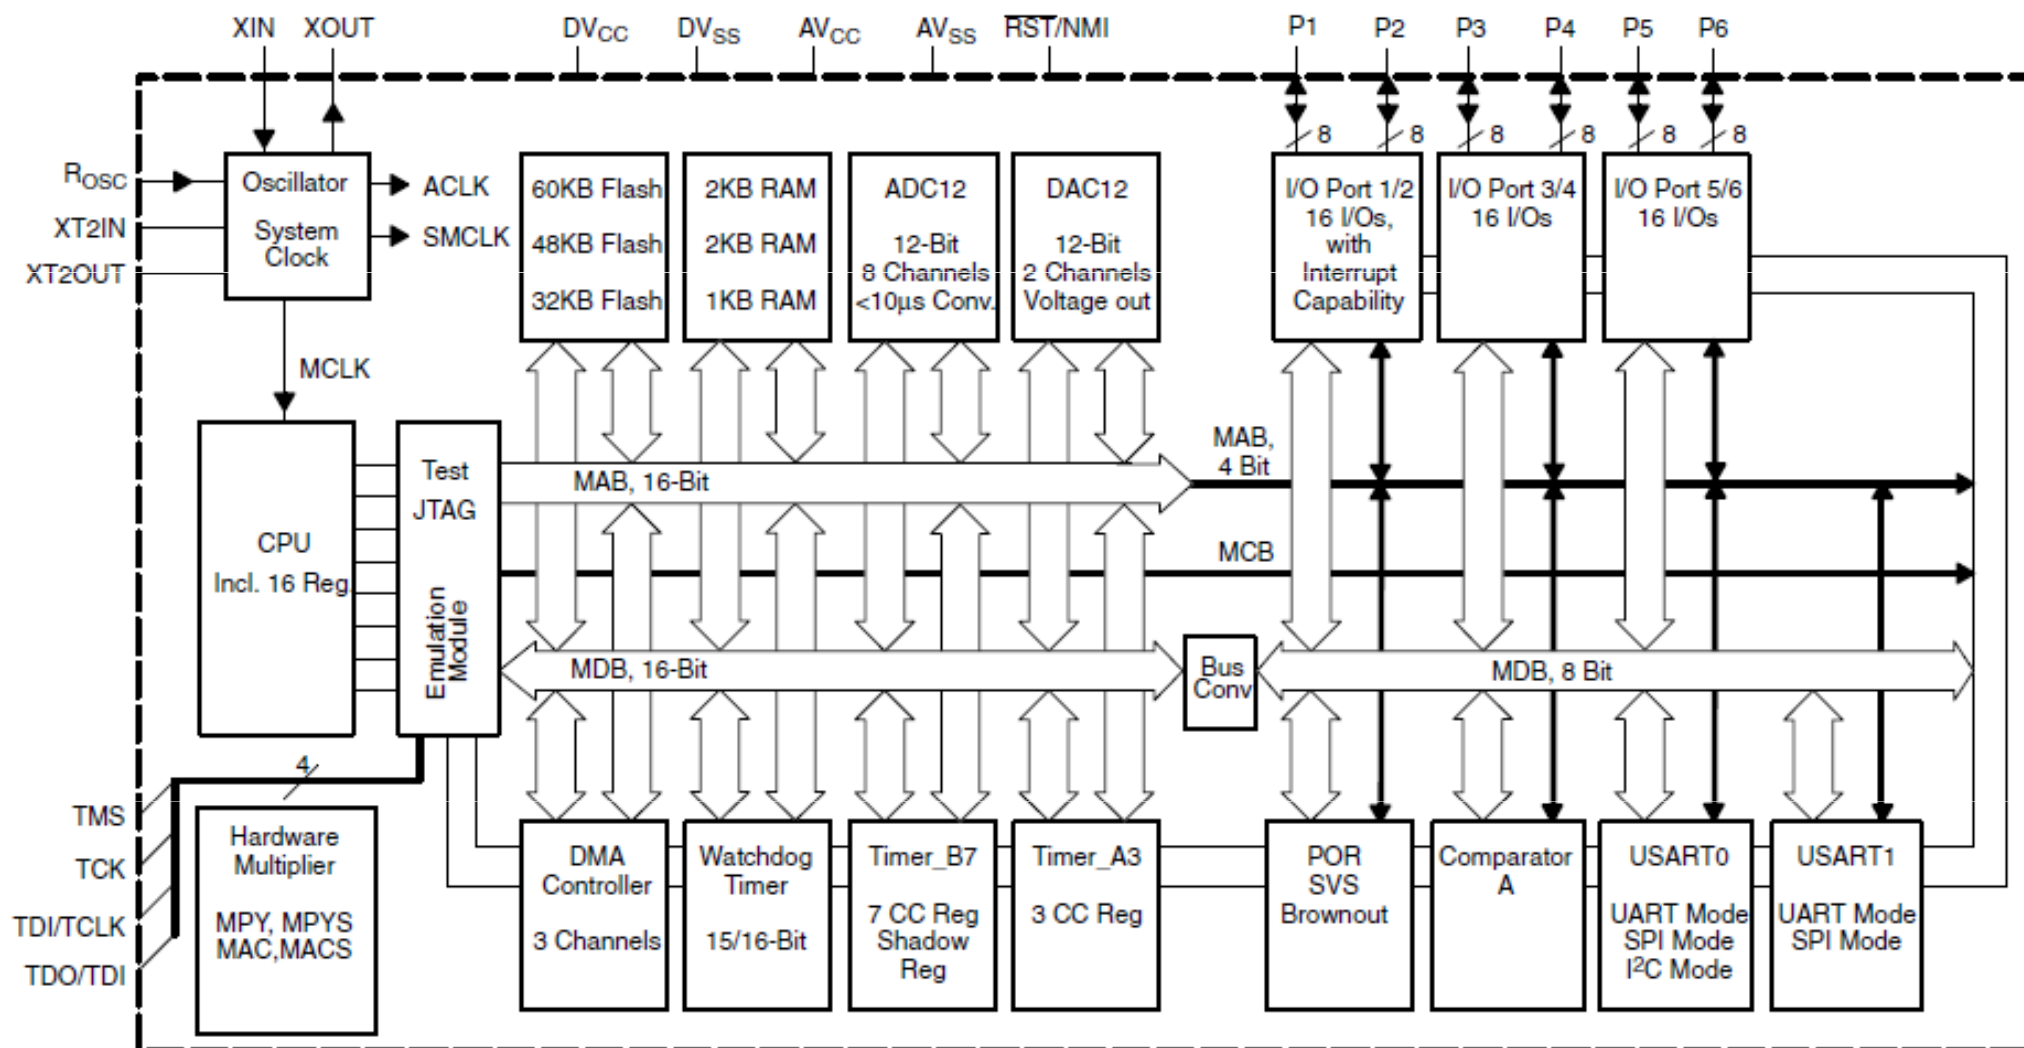 XIN XOUT DVCC DVSS AVCC AVSS RST/NMI P1 P2 P3 P4 P5 P6
8 8 8 8 8 8
ROSC
XT2IN
XT2OUT
Oscillator
System
Clock
ACLK
SMCLK
MCLK
60KB Flash
48KB Flash
32KB Flash
2KB RAM
2KB RAM
1KB RAM
ADC12
12-Bit
8 Channels
<10µs Conv.
DAC12
12-Bit
2 Channels
Voltage out
I/O Port 1/2
16 I/Os,
with
Interrupt
Capability
I/O Port 3/4
16 I/Os
I/O Port 5/6
16 I/Os
CPU
Incl. 16 Reg.
Test
JTAG
Emulation
Module
MAB, 16-Bit
MAB,
4 Bit
MCB
MDB, 16-Bit
Bus
Conv
MDB, 8 Bit
4
TMS
TCK
TDI/TCLK
TDO/TDI
Hardware
Multiplier
MPY, MPYS
MAC,MACS
DMA
Controller
3 Channels
Watchdog
Timer
15/16-Bit
Timer_B7
7 CC Reg
Shadow
Reg
Timer_A3
3 CC Reg
POR
SVS
Brownout
Comparator
A
USART0
UART Mode
SPI Mode
I²C Mode
USART1
UART Mode
SPI Mode